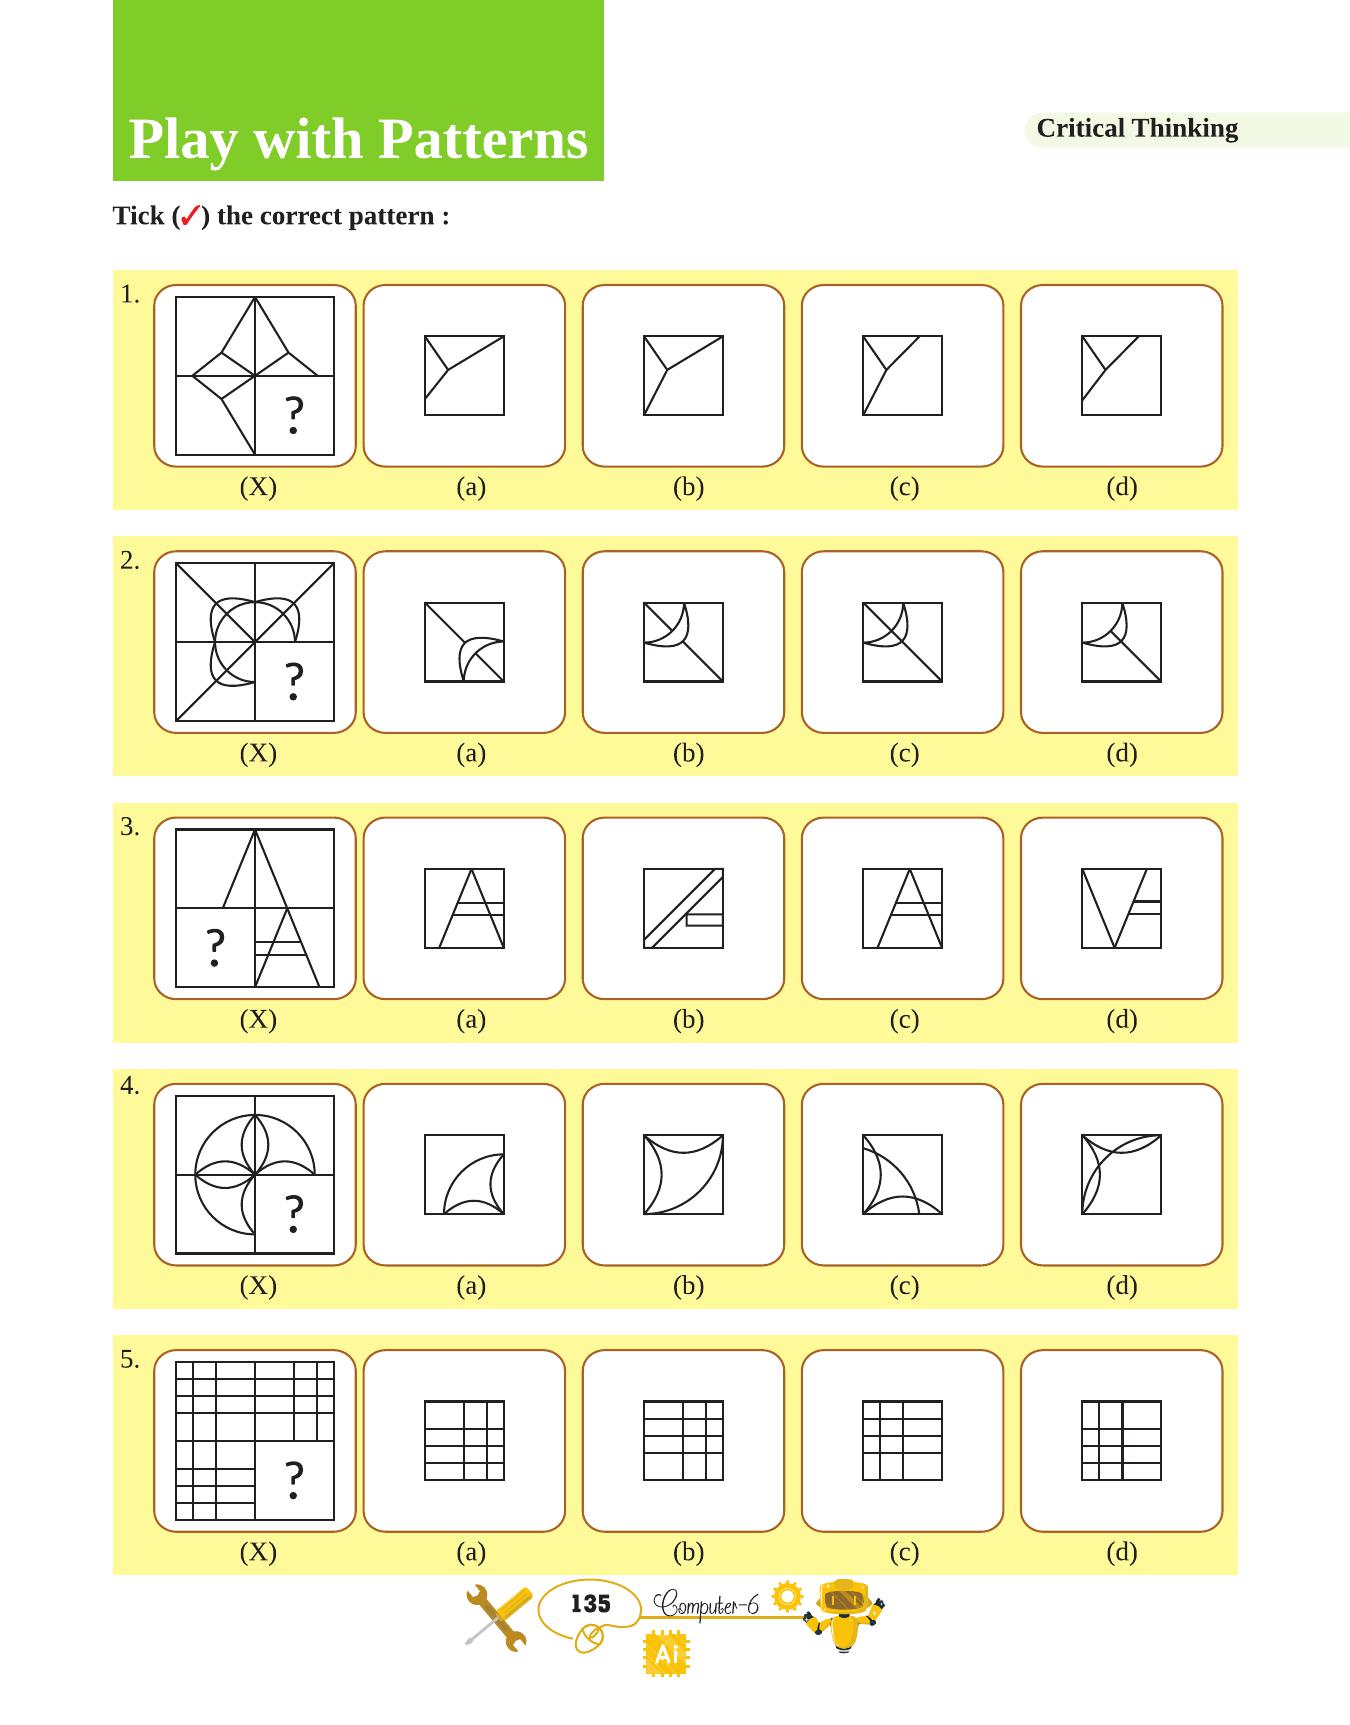 Play with Patterns
Critical Thinking
Tick (✓) the correct pattern :
1.
?
(X) (a) (b) (c) (d)
2.
?
(X) (a) (b) (c) (d)
3.
?
(X) (a) (b) (c) (d)
4.
?
(X) (a) (b) (c) (d)
5.
?
(X) (a) (b) (c) (d)
135 Computer-6
Ai